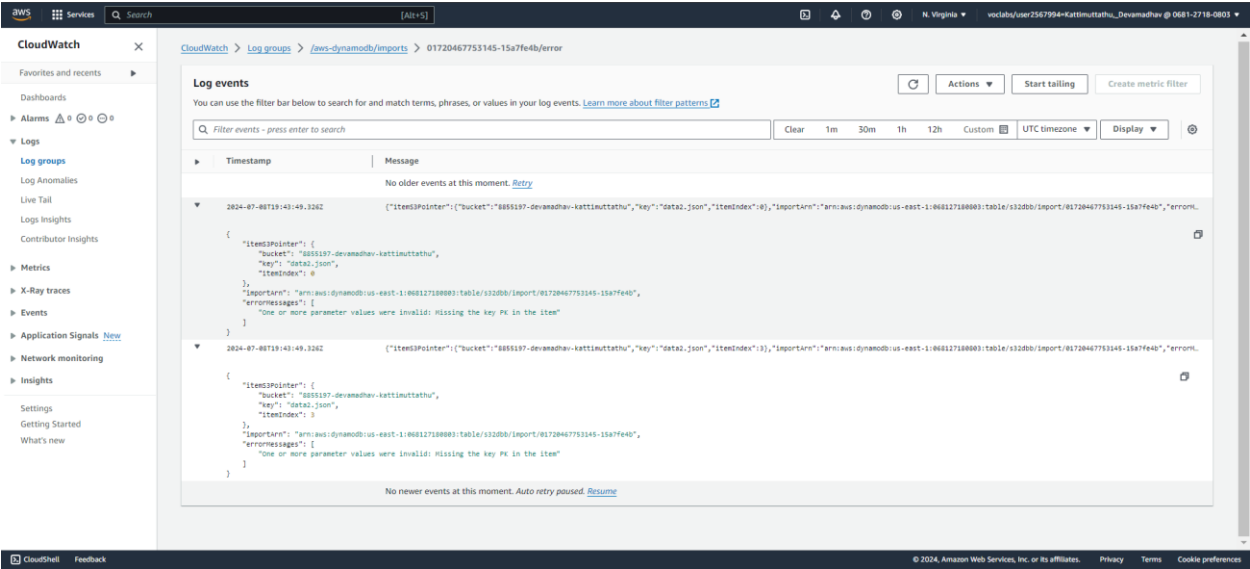 aws Services Search [Alt+S] N. Virginia voclabs/user2567994=Kattimuttathu,_Devamadhav @ 0681-2718-0803
CloudWatch
Favorites and recents
Dashboards
Alarms 0 0 0
Logs
Log groups
Log Anomalies
Live Tail
Logs Insights
Contributor Insights
Metrics
X-Ray traces
Events
Application Signals New
Network monitoring
Insights
Settings
Getting Started
What's new
CloudWatch > Log groups > /aws-dynamodb/imports > 01720467753145-15a7fe4b/error
Log events
Actions Start tailing Create metric filter
You can use the filter bar below to search for and match terms, phrases, or values in your log events. Learn more about filter patterns
Filter events - press enter to search Clear 1m 30m 1h 12h Custom UTC timezone Display
Timestamp Message
No older events at this moment. Retry
2024-07-08T19:43:49.326Z {"itemS3Pointer":{"bucket":"8855197-devamadhav-kattimuttathu","key":"data2.json","itemIndex":0},"importArn":"arn:aws:dynamodb:us-east-1:068127180803:table/s32dbb/import/01720467753145-15a7fe4b","errorM…
{
"itemS3Pointer": {
"bucket": "8855197-devamadhav-kattimuttathu",
"key": "data2.json",
"itemIndex": 0
},
"importArn": "arn:aws:dynamodb:us-east-1:068127180803:table/s32dbb/import/01720467753145-15a7fe4b",
"errorMessages": [
"One or more parameter values were invalid: Missing the key PK in the item"
]
}
2024-07-08T19:43:49.326Z {"itemS3Pointer":{"bucket":"8855197-devamadhav-kattimuttathu","key":"data2.json","itemIndex":3},"importArn":"arn:aws:dynamodb:us-east-1:068127180803:table/s32dbb/import/01720467753145-15a7fe4b","errorM…
{
"itemS3Pointer": {
"bucket": "8855197-devamadhav-kattimuttathu",
"key": "data2.json",
"itemIndex": 3
},
"importArn": "arn:aws:dynamodb:us-east-1:068127180803:table/s32dbb/import/01720467753145-15a7fe4b",
"errorMessages": [
"One or more parameter values were invalid: Missing the key PK in the item"
]
}
No newer events at this moment. Auto retry paused. Resume
CloudShell Feedback © 2024, Amazon Web Services, Inc. or its affiliates. Privacy Terms Cookie preferences